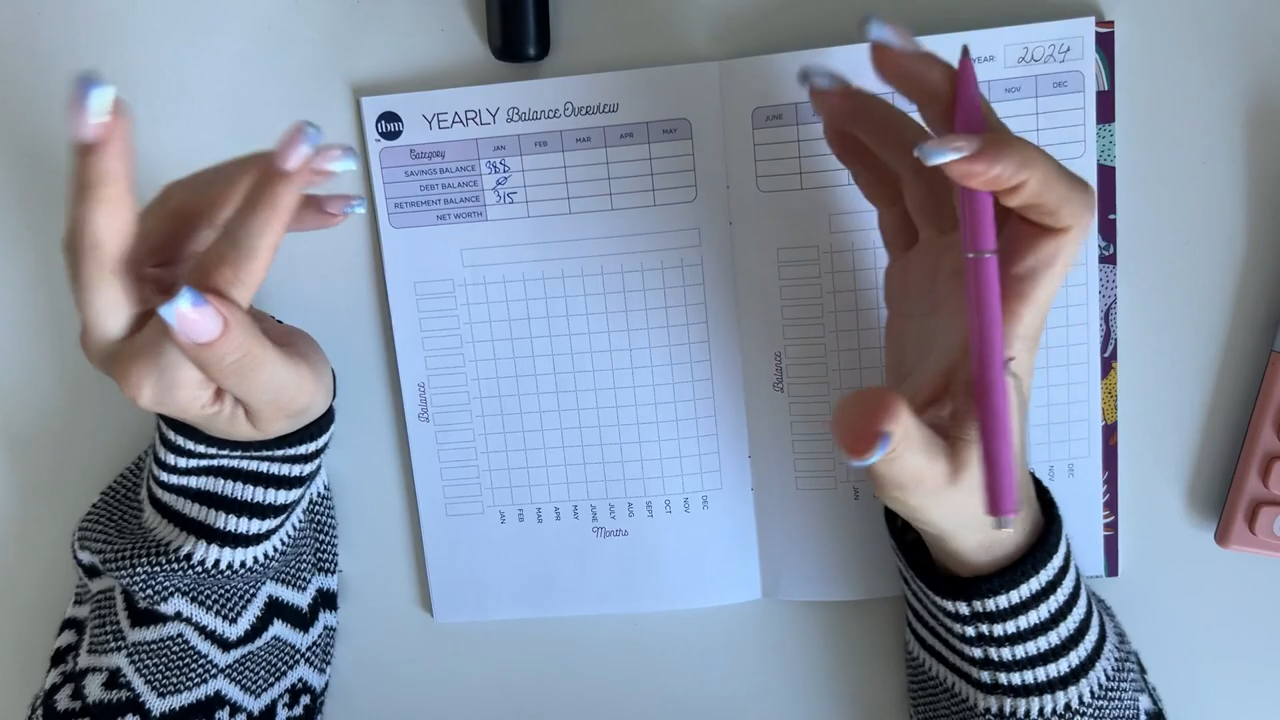 tbm
YEARLY Balance Overview
Category JAN FEB MAR APR MAY
SAVINGS BALANCE 388
DEBT BALANCE ∅
RETIREMENT BALANCE 315
NET WORTH
Balance
JAN FEB MAR APR MAY JUNE JULY AUG SEPT OCT NOV DEC
Months
YEAR: 2024
JUNE NOV DEC
Balance
JAN NOV DEC